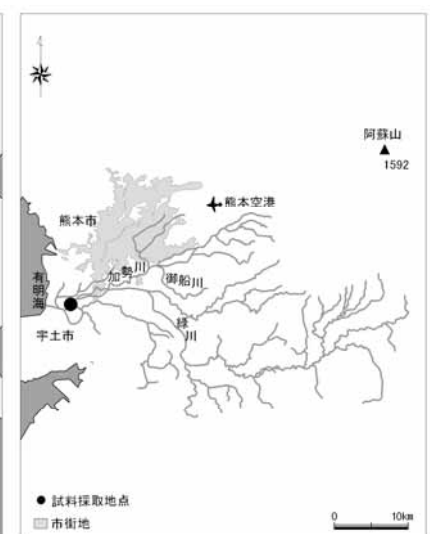 4
阿蘇山
1592
熊本空港
熊本市
加勢川
御船川
有明海
緑川
宇土市
試料採取地点
市街地
0 10km